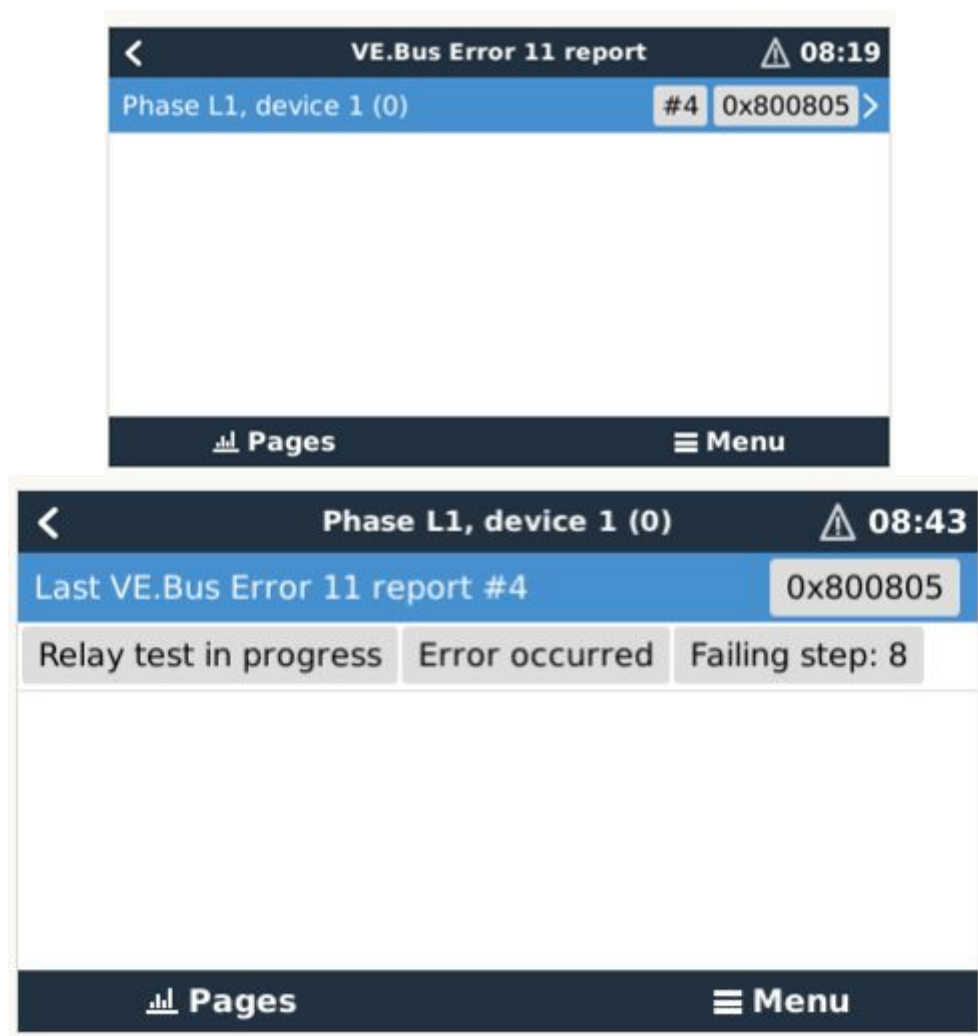 VE.Bus Error 11 report 08:19
Phase L1, device 1 (0) #4 0x800805
Pages Menu
Phase L1, device 1 (0) 08:43
Last VE.Bus Error 11 report #4 0x800805
Relay test in progress Error occurred Failing step: 8
Pages Menu